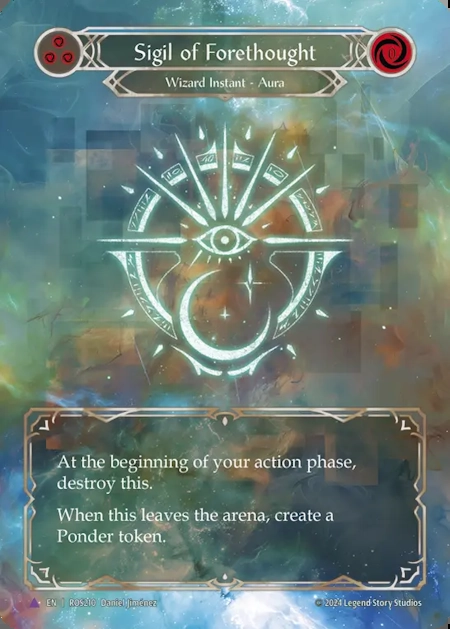 Sigil of Forethought
Wizard Instant - Aura
At the beginning of your action phase,
destroy this.
When this leaves the arena, create a
Ponder token.
EN | ROS210 Daniel Jiménez
© 2024 Legend Story Studios